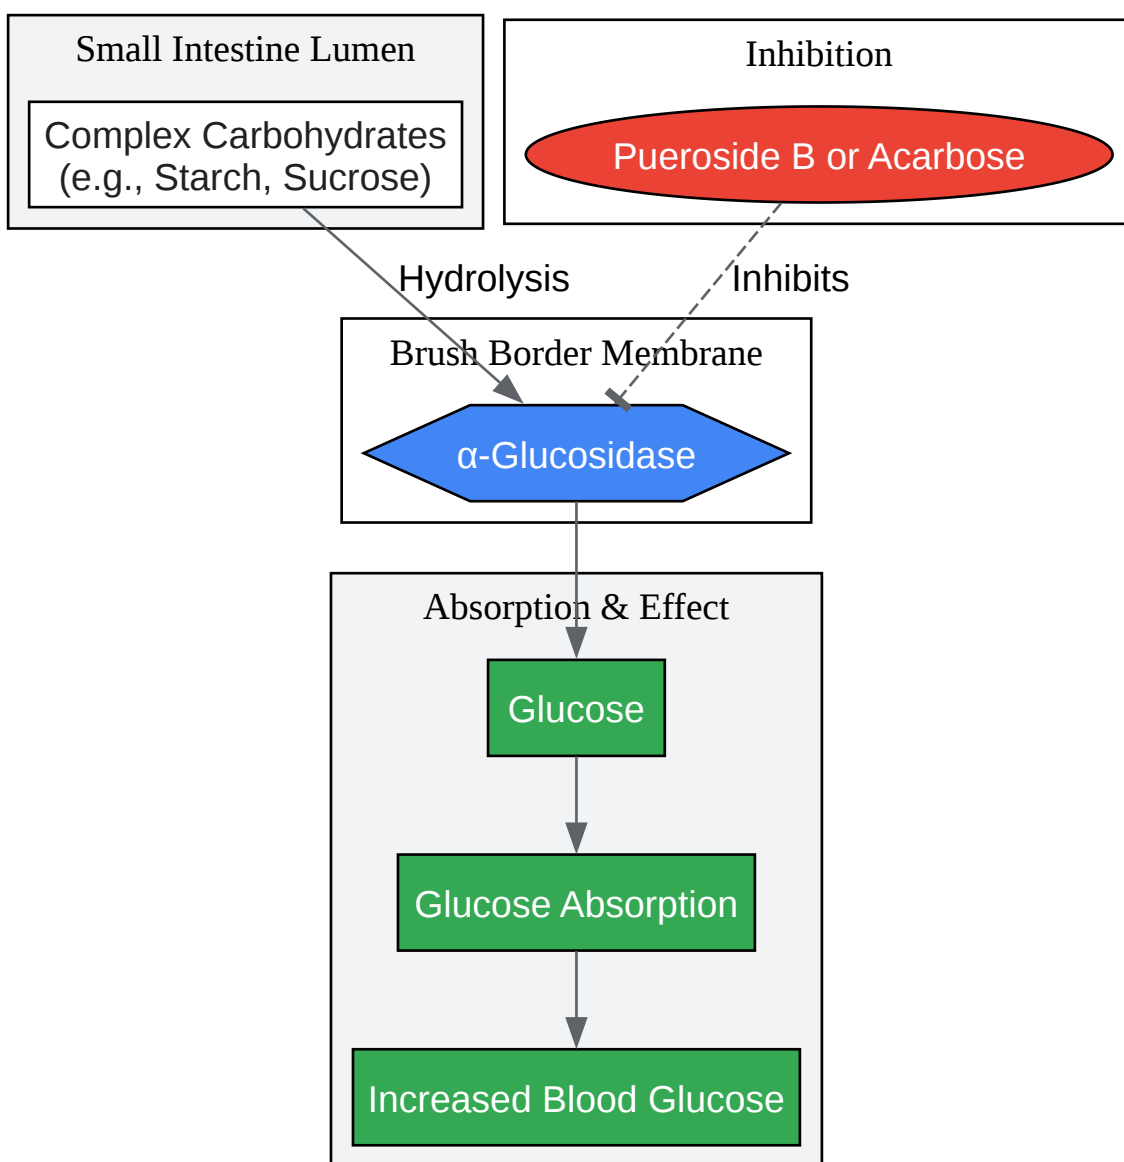 Small Intestine Lumen
Complex Carbohydrates
(e.g., Starch, Sucrose)
Inhibition
Pueroside B or Acarbose
Hydrolysis
Inhibits
Brush Border Membrane
α-Glucosidase
Absorption & Effect
Glucose
Glucose Absorption
Increased Blood Glucose